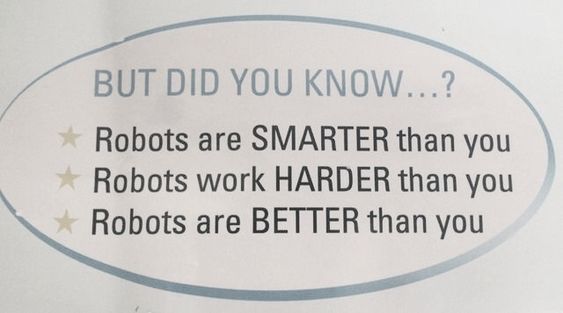 BUT DID YOU KNOW...?
Robots are SMARTER than you
Robots work HARDER than you
Robots are BETTER than you